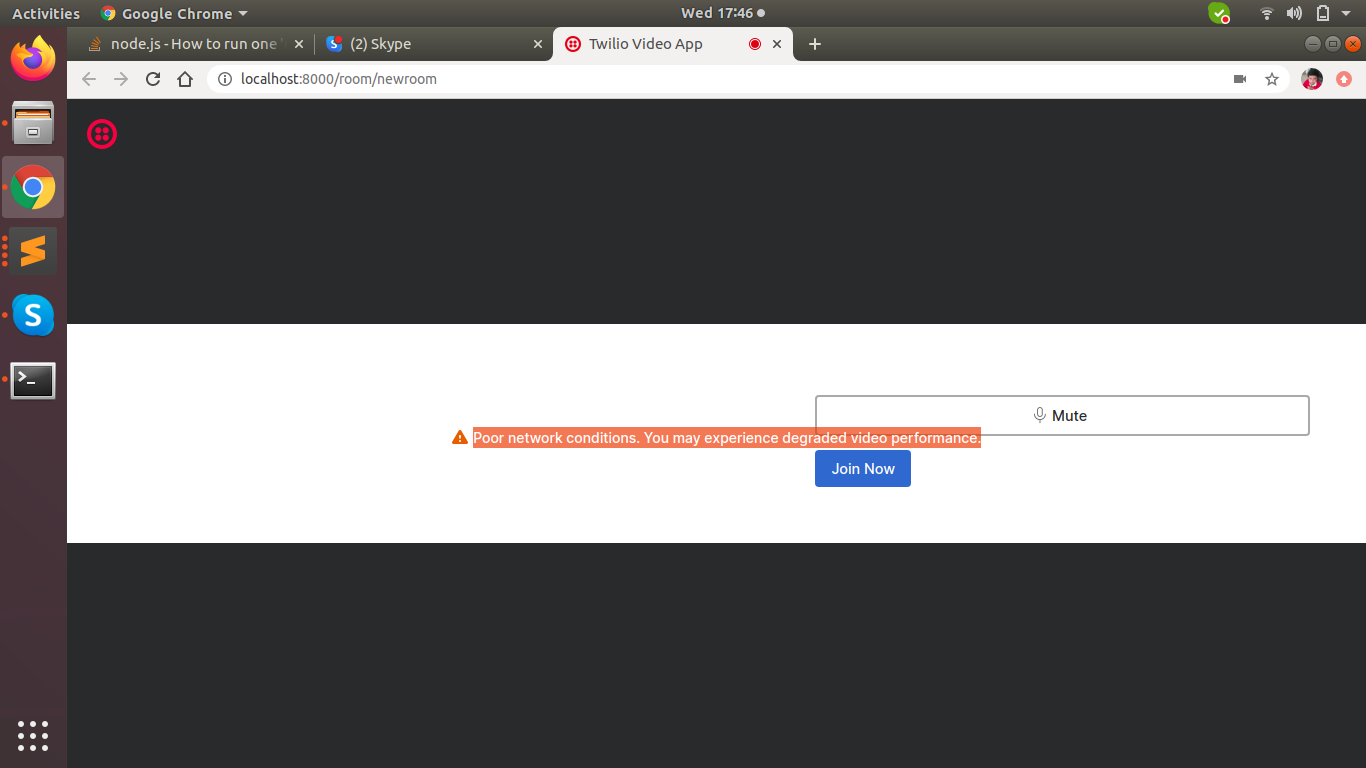 Activities
Google Chrome
Wed 17:46
node.js - How to run one
(2) Skype
Twilio Video App
localhost:8000/room/newroom
Mute
Poor network conditions. You may experience degraded video performance.
Join Now